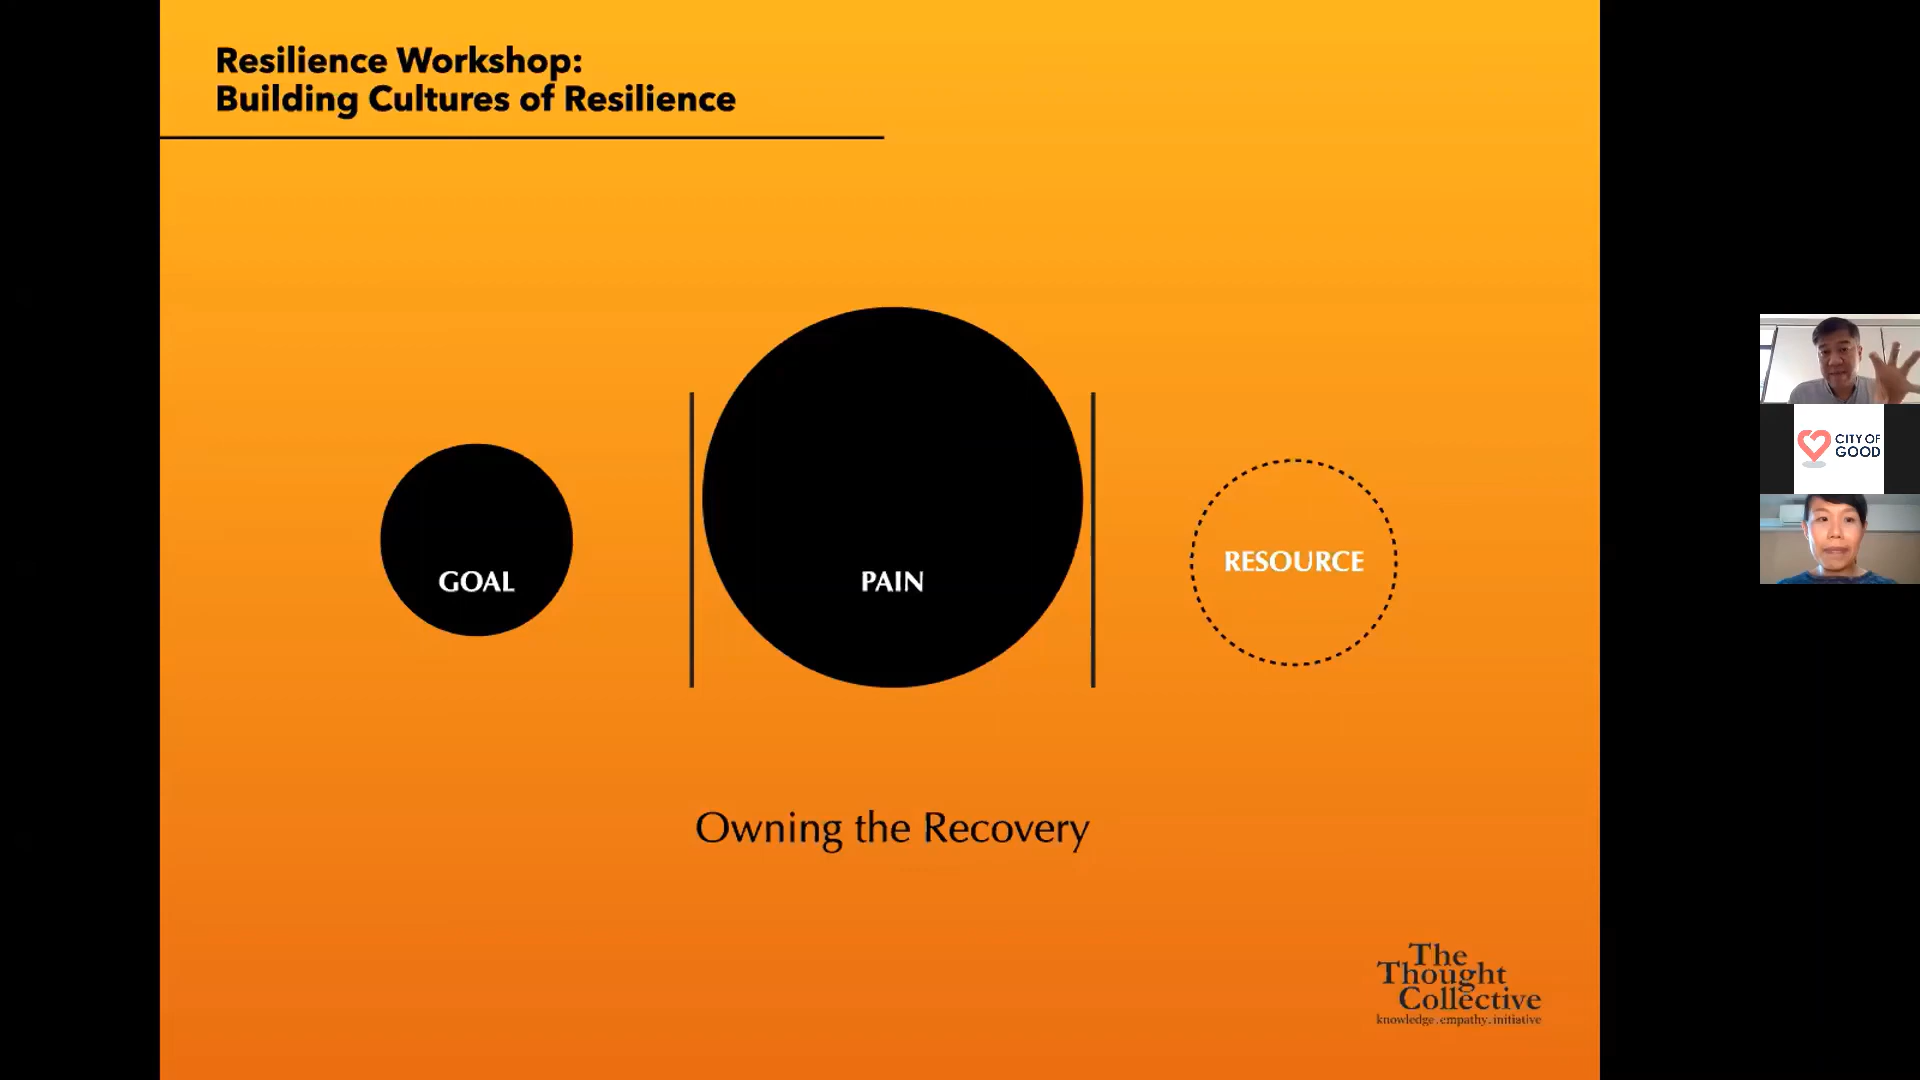 Resilience Workshop:
Building Cultures of Resilience
GOAL
PAIN
RESOURCE
Owning the Recovery
The
Thought
Collective
knowledge.empathy.initiative
CITY OF
GOOD